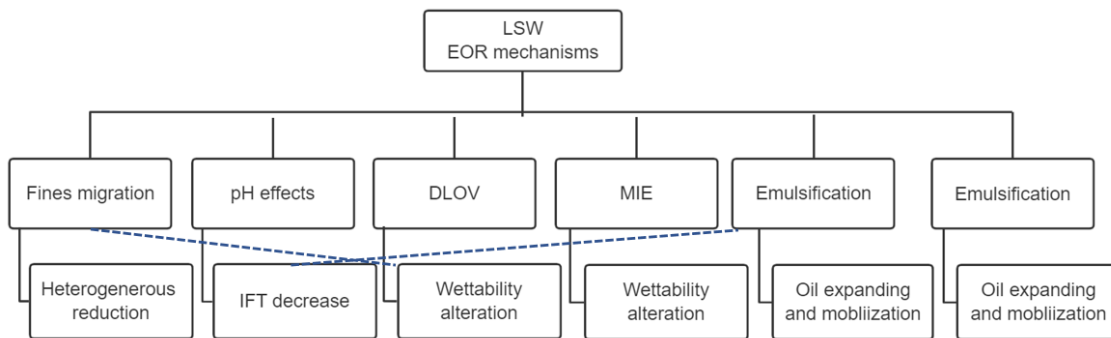 LSW
EOR mechanisms
Fines migration
pH effects
DLOV
MIE
Emulsification
Emulsification
Heterogenerous
reduction
IFT decrease
Wettability
alteration
Wettability
alteration
Oil expanding
and mobliization
Oil expanding
and mobliization